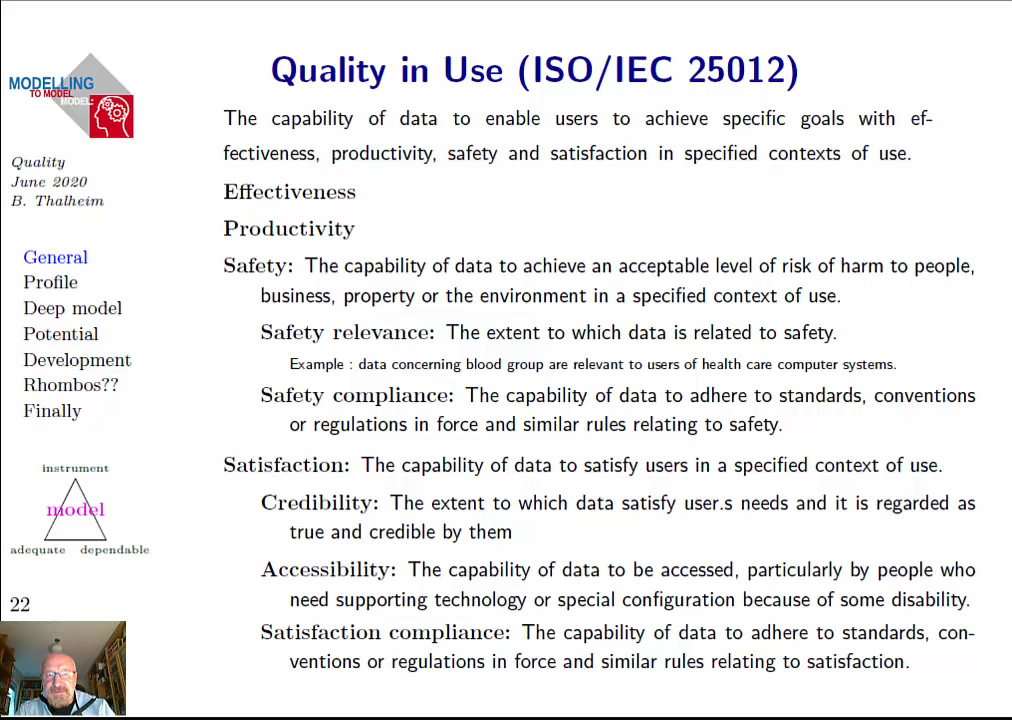 MODELLING
TO MODEL
MODEL:
Quality
June 2020
B. Thalheim
General
Profile
Deep model
Potential
Development
Rhombos??
Finally
instrument
model
adequate dependable
22
Quality in Use (ISO/IEC 25012)
The capability of data to enable users to achieve specific goals with ef-
fectiveness, productivity, safety and satisfaction in specified contexts of use.
Effectiveness
Productivity
Safety: The capability of data to achieve an acceptable level of risk of harm to people,
business, property or the environment in a specified context of use.
Safety relevance: The extent to which data is related to safety.
Example : data concerning blood group are relevant to users of health care computer systems.
Safety compliance: The capability of data to adhere to standards, conventions
or regulations in force and similar rules relating to safety.
Satisfaction: The capability of data to satisfy users in a specified context of use.
Credibility: The extent to which data satisfy user.s needs and it is regarded as
true and credible by them
Accessibility: The capability of data to be accessed, particularly by people who
need supporting technology or special configuration because of some disability.
Satisfaction compliance: The capability of data to adhere to standards, con-
ventions or regulations in force and similar rules relating to satisfaction.